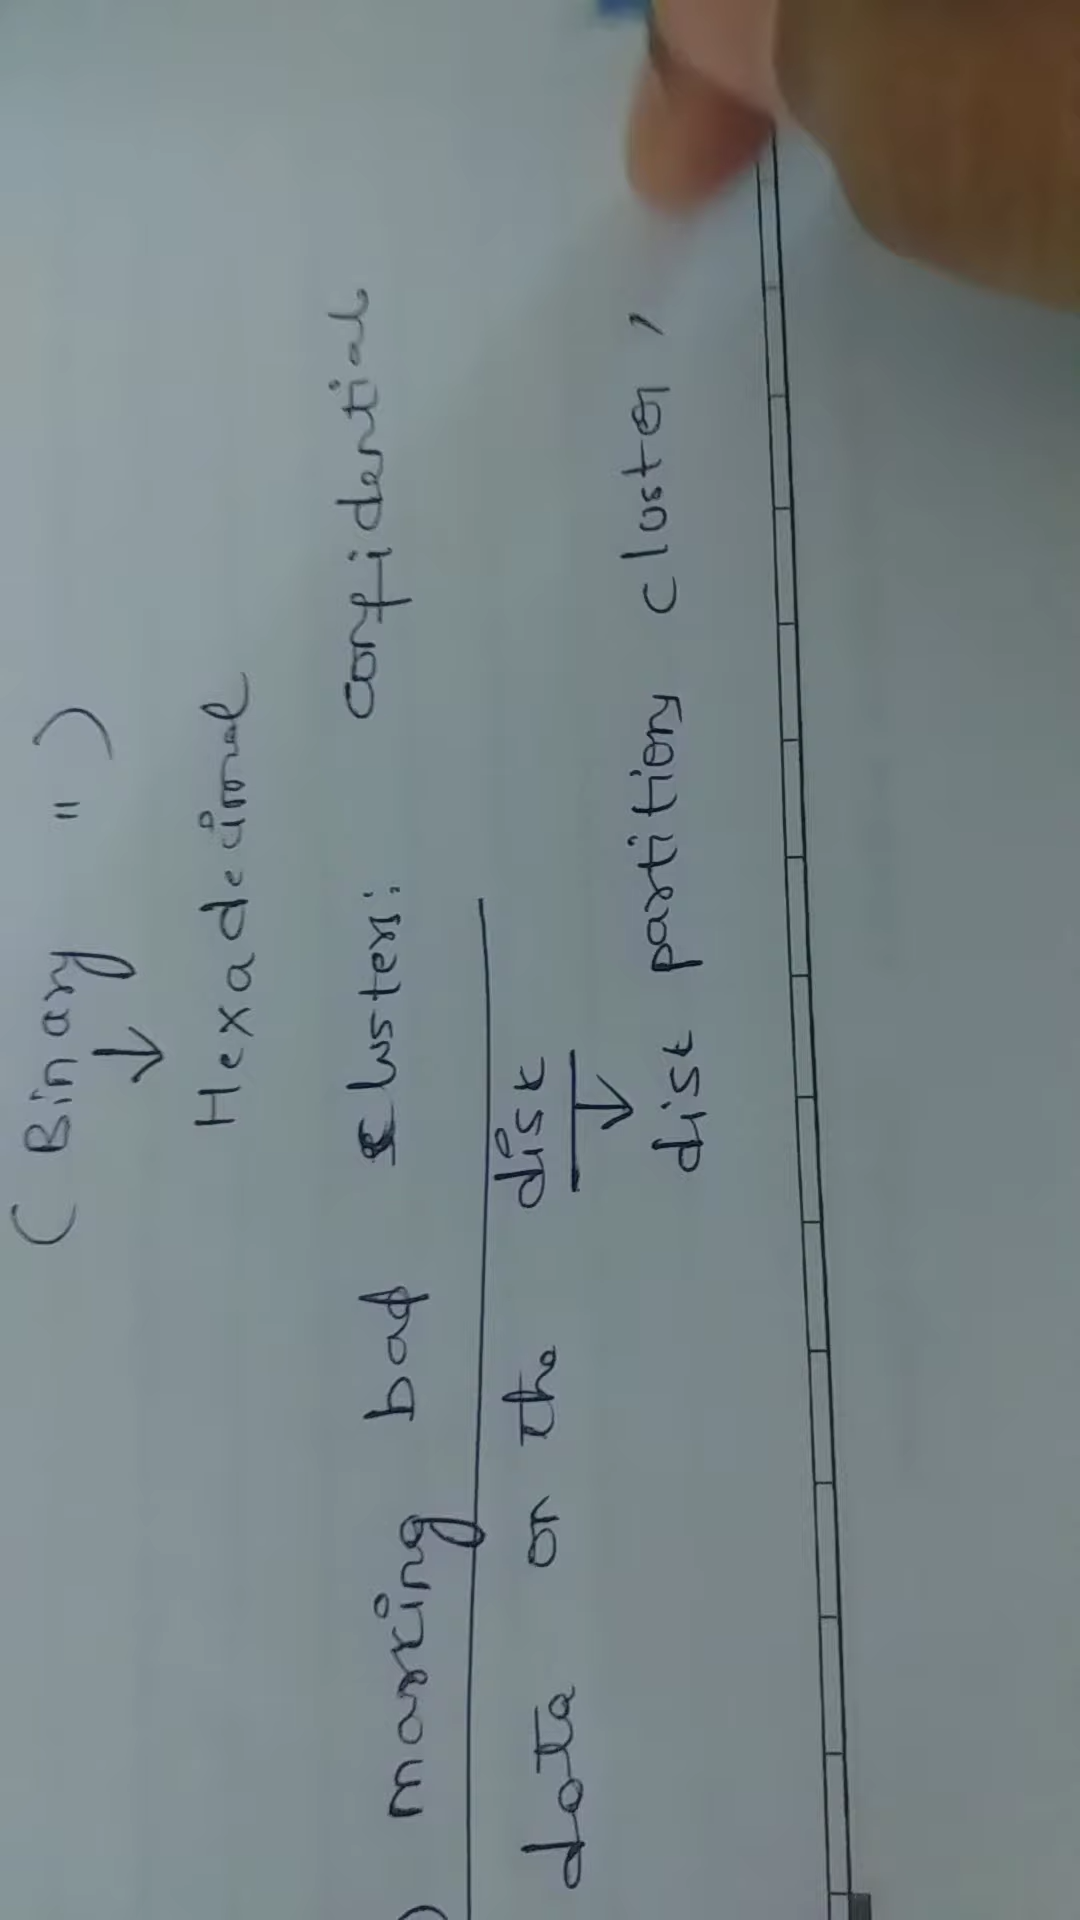 ( Binary " )
↓
Hexadecimal
) marking bad Cluster: confidential
data on the disk
↓
disk partition cluster,